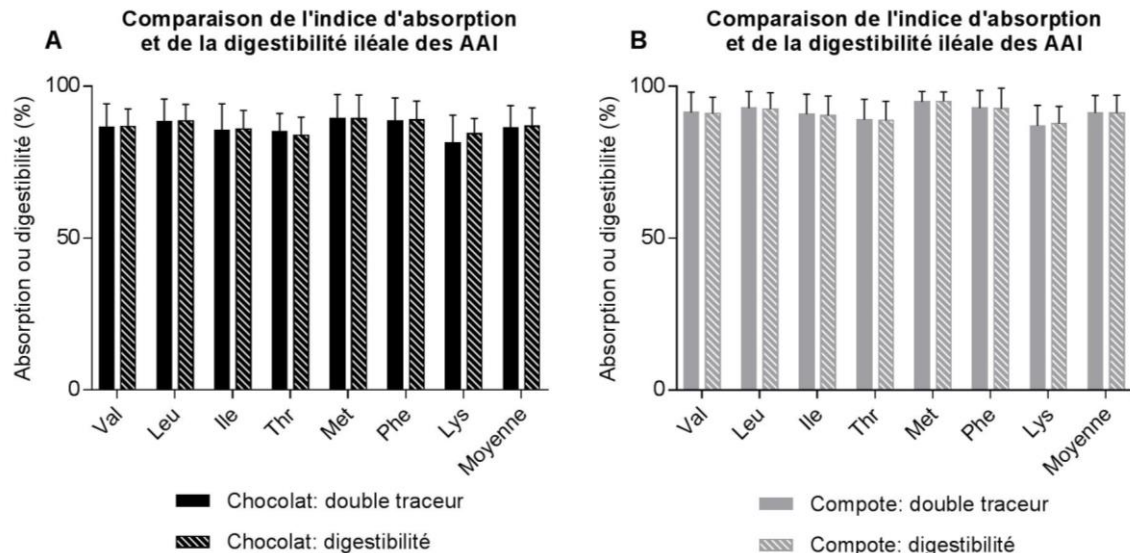 A
Comparaison de l'indice d'absorption
et de la digestibilité iléale des AAI
Absorption ou digestibilité (%)
100
50
0
Val
Leu
Ile
Thr
Met
Phe
Lys
Moyenne
Chocolat: double traceur
Chocolat: digestibilité
B
Comparaison de l'indice d'absorption
et de la digestibilité iléale des AAI
Absorption ou digestibilité (%)
100
50
0
Val
Leu
Ile
Thr
Met
Phe
Lys
Moyenne
Compote: double traceur
Compote: digestibilité